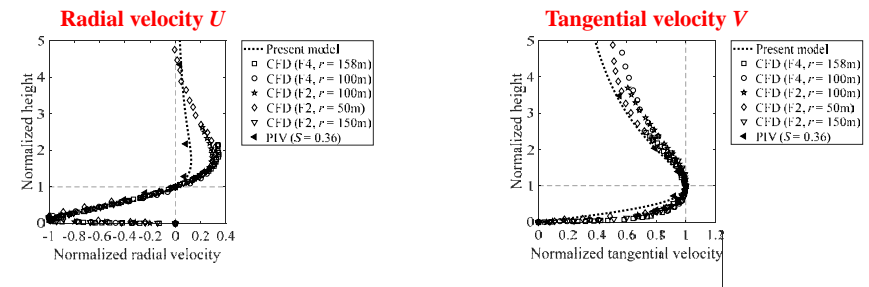 Radial velocity U
Tangential velocity V
5
4
3
2
1
0
Normalized height
-1 -0.8 -0.6 -0.4 -0.2 0 0.2 0.4
Normalized radial velocity
Present model
CFD (F4, r = 158m)
CFD (F4, r = 100m)
CFD (F2, r = 100m)
CFD (F2, r = 50m)
CFD (F2, r = 150m)
PIV (S = 0.36)
5
4
3
2
1
0
Normalized height
0 0.2 0.4 0.6 0.8 1 1.2
Normalized tangential velocity
Present model
CFD (F4, r = 158m)
CFD (F4, r = 100m)
CFD (F2, r = 100m)
CFD (F2, r = 50m)
CFD (F2, r = 150m)
PIV (S = 0.36)